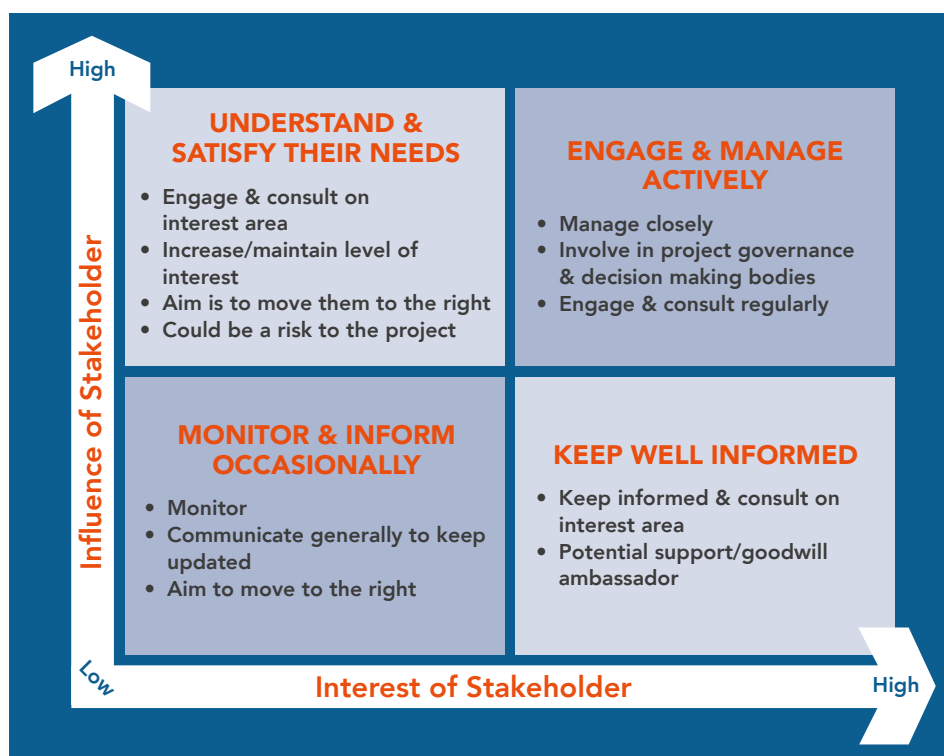 High
UNDERSTAND &
SATISFY THEIR NEEDS
• Engage & consult on
interest area
• Increase/maintain level of
interest
• Aim is to move them to the right
• Could be a risk to the project
ENGAGE & MANAGE
ACTIVELY
• Manage closely
• Involve in project governance
& decision making bodies
• Engage & consult regularly
Influence of Stakeholder
MONITOR & INFORM
OCCASIONALLY
• Monitor
• Communicate generally to keep
updated
• Aim to move to the right
KEEP WELL INFORMED
• Keep informed & consult on
interest area
• Potential support/goodwill
ambassador
Low
Interest of Stakeholder
High